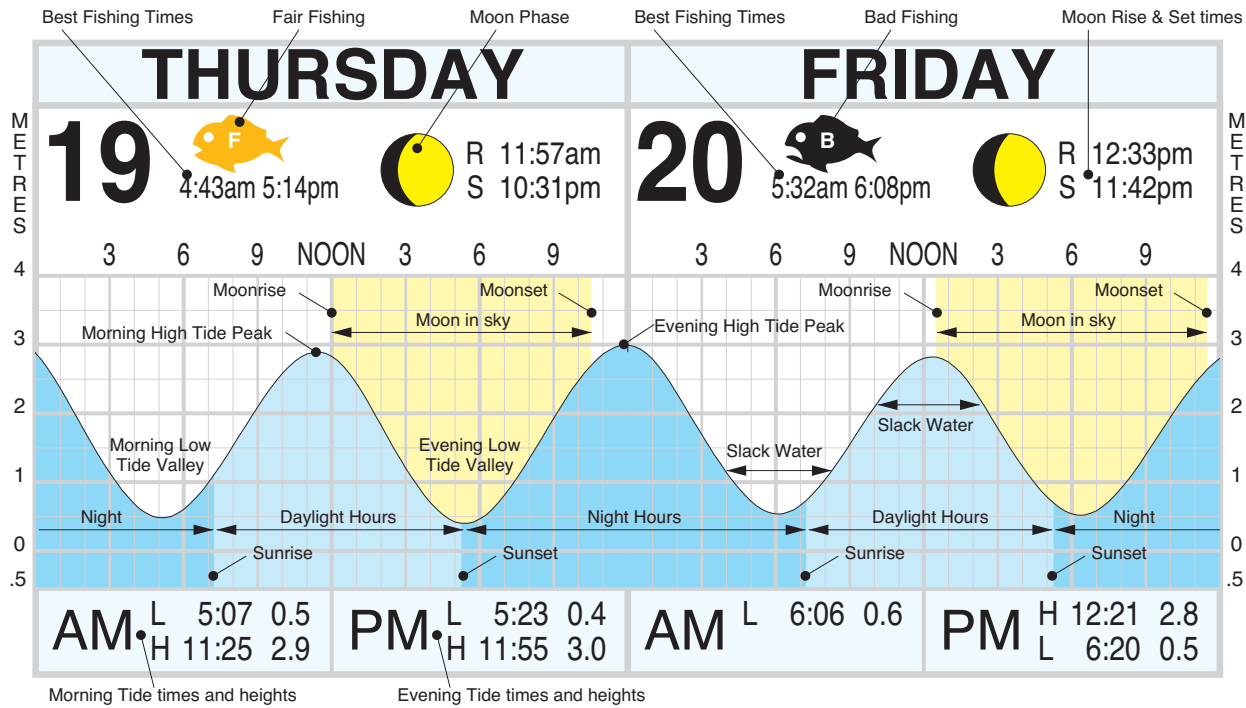 Best Fishing Times
Fair Fishing
Moon Phase
Best Fishing Times
Bad Fishing
Moon Rise & Set times
THURSDAY
FRIDAY
METRES
19
F
4:43am 5:14pm
R 11:57am
S 10:31pm
20
B
5:32am 6:08pm
R 12:33pm
S 11:42pm
METRES
3 6 9 NOON 3 6 9
3 6 9 NOON 3 6 9
4
3
2
1
0
.5
4
3
2
1
0
.5
Moonrise
Moonset
Moon in sky
Morning High Tide Peak
Evening High Tide Peak
Moonrise
Moonset
Moon in sky
Morning Low
Tide Valley
Evening Low
Tide Valley
Slack Water
Slack Water
Night
Daylight Hours
Night Hours
Daylight Hours
Night
Sunrise
Sunset
Sunrise
Sunset
AM
L 5:07 0.5
H 11:25 2.9
PM
L 5:23 0.4
H 11:55 3.0
AM
L 6:06 0.6
PM
H 12:21 2.8
L 6:20 0.5
Morning Tide times and heights
Evening Tide times and heights